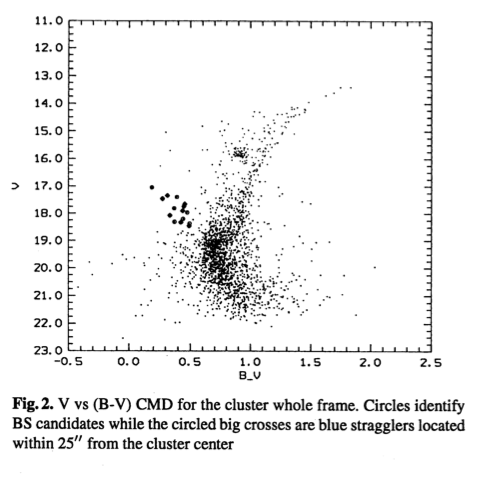 11.0
12.0
13.0
14.0
15.0
16.0
V
17.0
18.0
19.0
20.0
21.0
22.0
23.0
-0.5 0.0 0.5 1.0 1.5 2.0 2.5
B_V
Fig. 2. V vs (B-V) CMD for the cluster whole frame. Circles identify
BS candidates while the circled big crosses are blue stragglers located
within 25″ from the cluster center